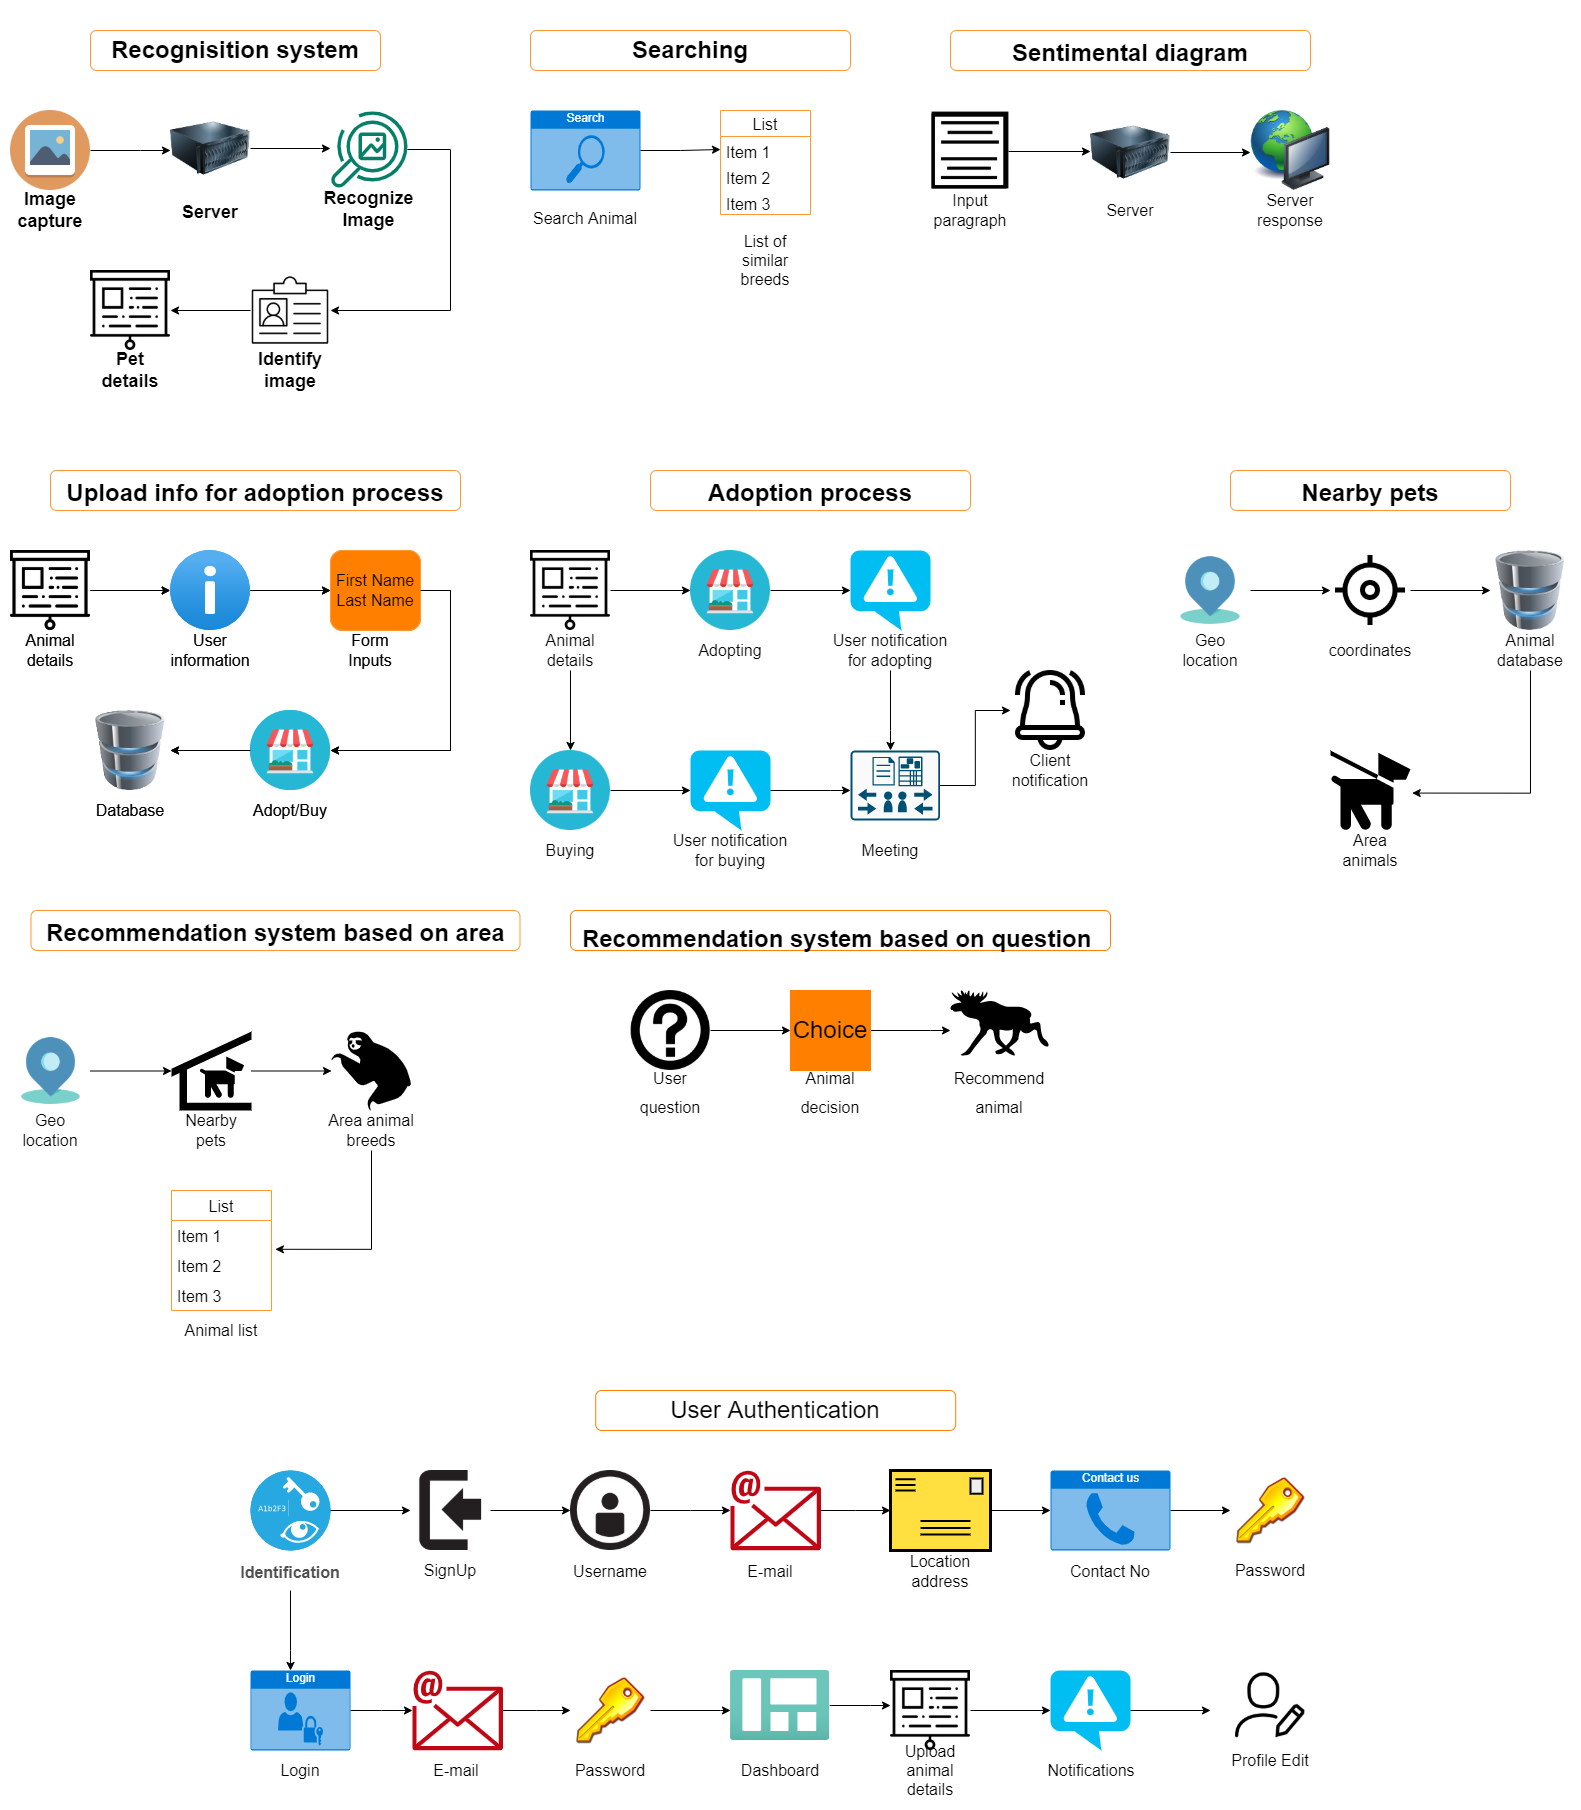 Recognisition system
Searching
Sentimental diagram
Image
capture
Server
Recognize
Image
Search
Search Animal
List
Item 1
Item 2
Item 3
List of
similar
breeds
Input
paragraph
Server
Server
response
Pet
details
Identify
image
Upload info for adoption process
Adoption process
Nearby pets
Animal
details
User
information
First Name
Last Name
Form
Inputs
Database
Adopt/Buy
Animal
details
Adopting
User notification
for adopting
Client
notification
Buying
User notification
for buying
Meeting
Geo
location
coordinates
Animal
database
Area
animals
Recommendation system based on area
Recommendation system based on question
Geo
location
Nearby
pets
Area animal
breeds
List
Item 1
Item 2
Item 3
Animal list
User
question
Choice
Animal
decision
Recommend
animal
User Authentication
A1b2F3
Identification
SignUp
Username
@
E-mail
Location
address
Contact us
Contact No
Password
Login
Login
@
E-mail
Password
Dashboard
Upload
animal
details
Notifications
Profile Edit